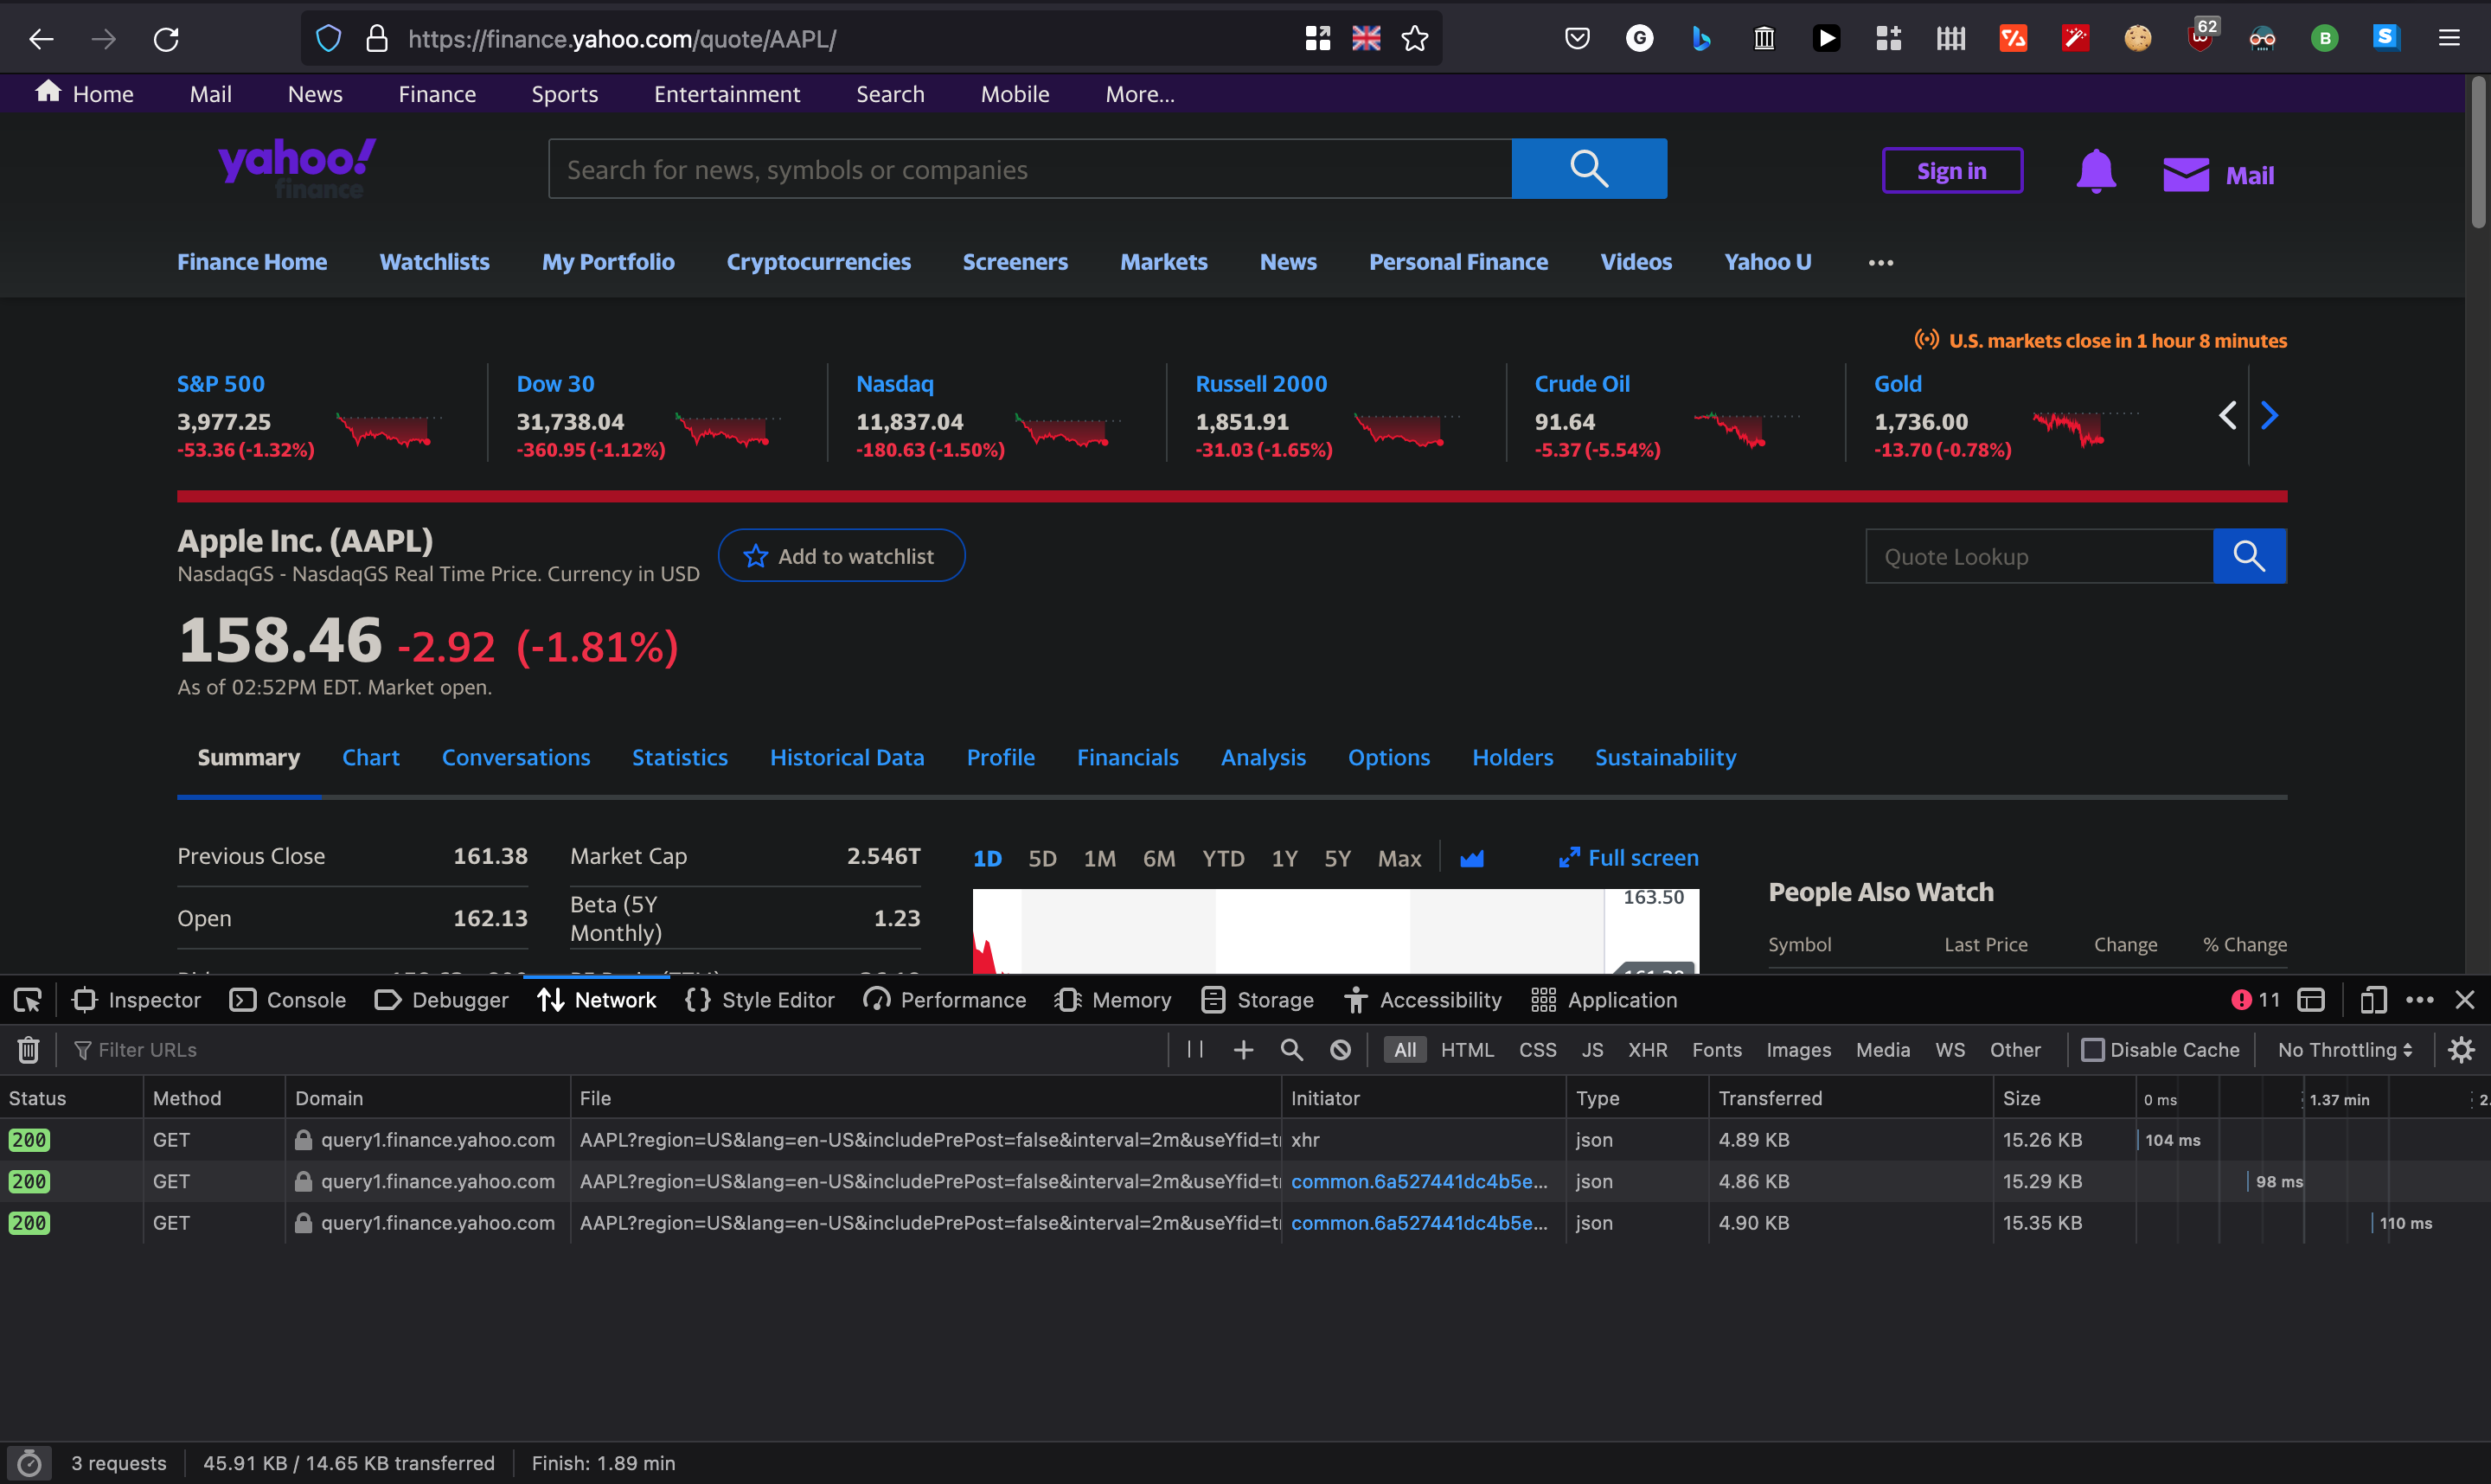 https://finance.yahoo.com/quote/AAPL/
G
62
B
S
Home Mail News Finance Sports Entertainment Search Mobile More...
yahoo!
finance
Search for news, symbols or companies
Sign in
Mail
Finance Home Watchlists My Portfolio Cryptocurrencies Screeners Markets News Personal Finance Videos Yahoo U
U.S. markets close in 1 hour 8 minutes
S&P 500
3,977.25
-53.36 (-1.32%)
Dow 30
31,738.04
-360.95 (-1.12%)
Nasdaq
11,837.04
-180.63 (-1.50%)
Russell 2000
1,851.91
-31.03 (-1.65%)
Crude Oil
91.64
-5.37 (-5.54%)
Gold
1,736.00
-13.70 (-0.78%)
Apple Inc. (AAPL)
NasdaqGS - NasdaqGS Real Time Price. Currency in USD
Add to watchlist
Quote Lookup
158.46 -2.92 (-1.81%)
As of 02:52PM EDT. Market open.
Summary Chart Conversations Statistics Historical Data Profile Financials Analysis Options Holders Sustainability
Previous Close 161.38
Open 162.13
Market Cap 2.546T
Beta (5Y
Monthly) 1.23
1D 5D 1M 6M YTD 1Y 5Y Max Full screen
163.50
People Also Watch
Symbol Last Price Change % Change
Inspector Console Debugger Network Style Editor Performance Memory Storage Accessibility Application 11
Filter URLs All HTML CSS JS XHR Fonts Images Media WS Other Disable Cache No Throttling
Status Method Domain File Initiator Type Transferred Size 0 ms 1.37 min
200 GET query1.finance.yahoo.com AAPL?region=US&lang=en-US&includePrePost=false&interval=2m&useYfid=t xhr json 4.89 KB 15.26 KB 104 ms
200 GET query1.finance.yahoo.com AAPL?region=US&lang=en-US&includePrePost=false&interval=2m&useYfid=t common.6a527441dc4b5e... json 4.86 KB 15.29 KB 98 ms
200 GET query1.finance.yahoo.com AAPL?region=US&lang=en-US&includePrePost=false&interval=2m&useYfid=t common.6a527441dc4b5e... json 4.90 KB 15.35 KB 110 ms
3 requests 45.91 KB / 14.65 KB transferred Finish: 1.89 min